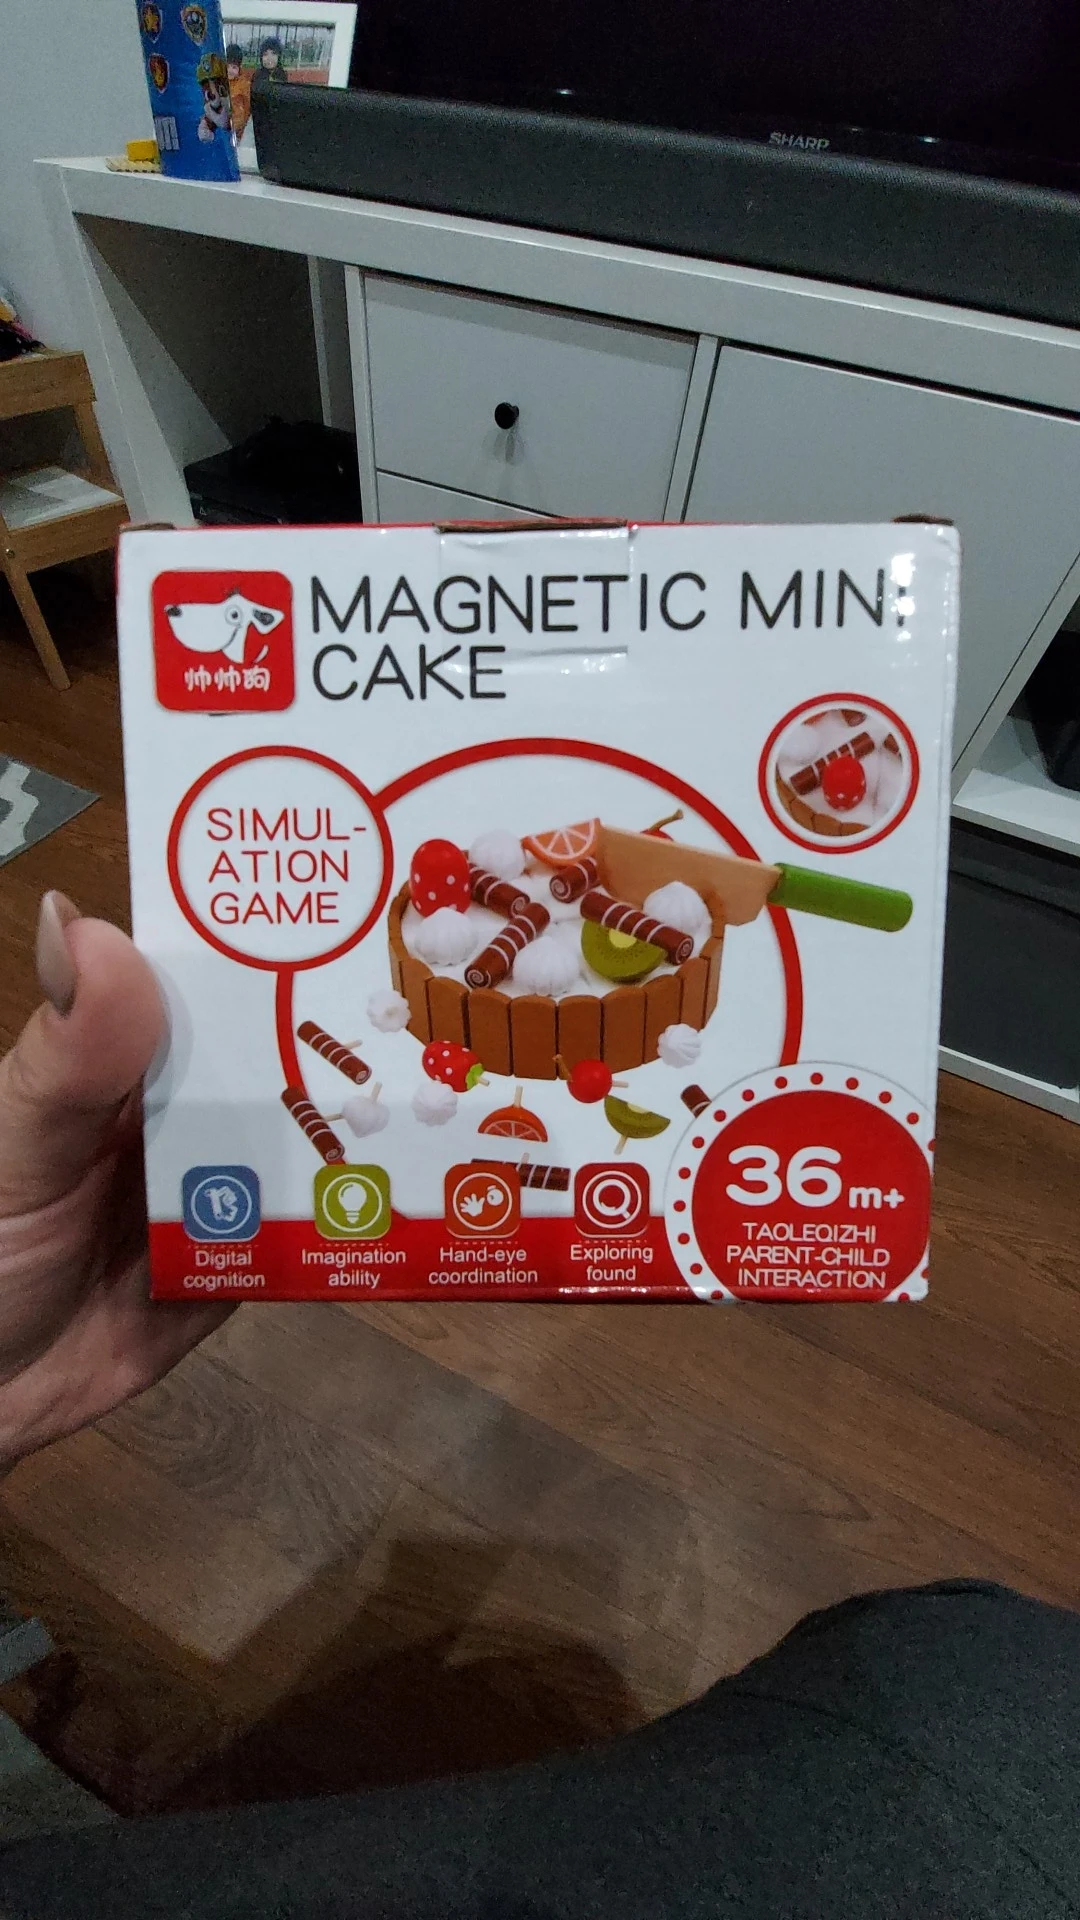 SHARP
MAGNETIC MINI
CAKE
帅帅狗
SIMUL-
ATION
GAME
36m+
TAOLEQIZHI
PARENT-CHILD
INTERACTION
Digital
cognition
Imagination
ability
Hand-eye
coordination
Exploring
found